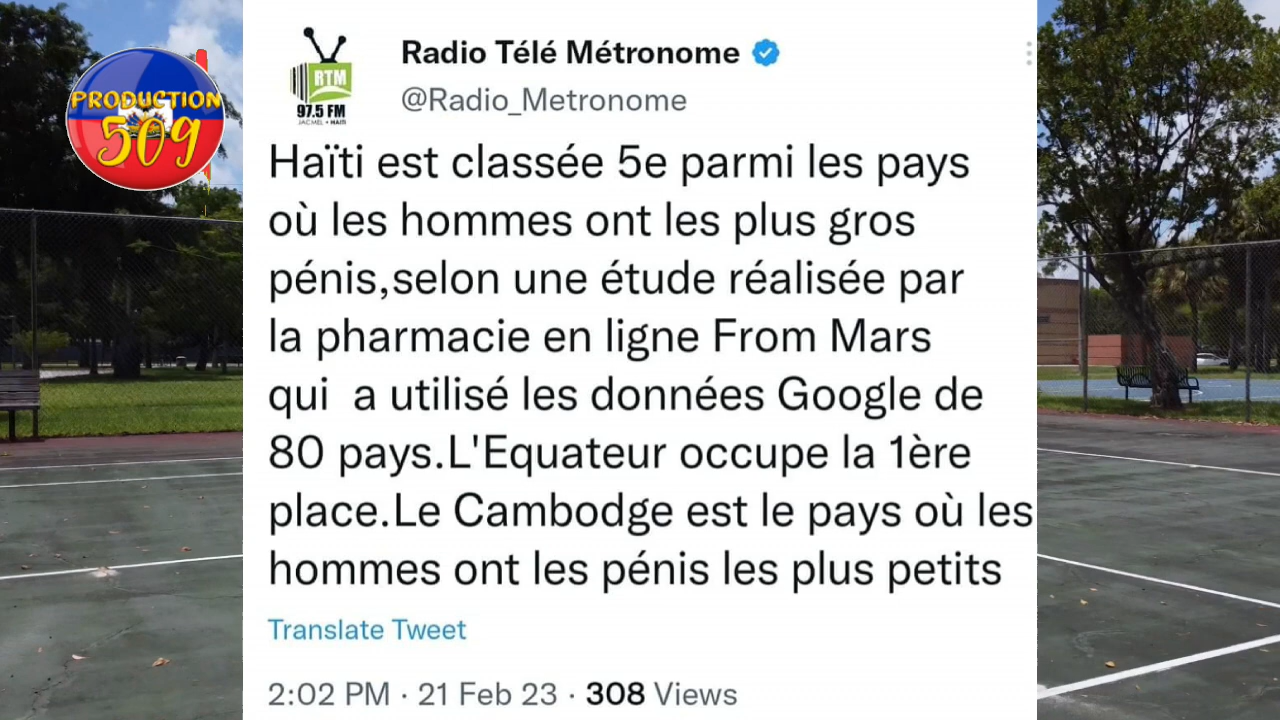 PRODUCTION
509
RTM
97.5 FM
JACMEL • HAITI
Radio Télé Métronome
@Radio_Metronome
Haïti est classée 5e parmi les pays
où les hommes ont les plus gros
pénis,selon une étude réalisée par
la pharmacie en ligne From Mars
qui  a utilisé les données Google de
80 pays.L'Equateur occupe la 1ère
place.Le Cambodge est le pays où les
hommes ont les pénis les plus petits
Translate Tweet
2:02 PM · 21 Feb 23 · 308 Views